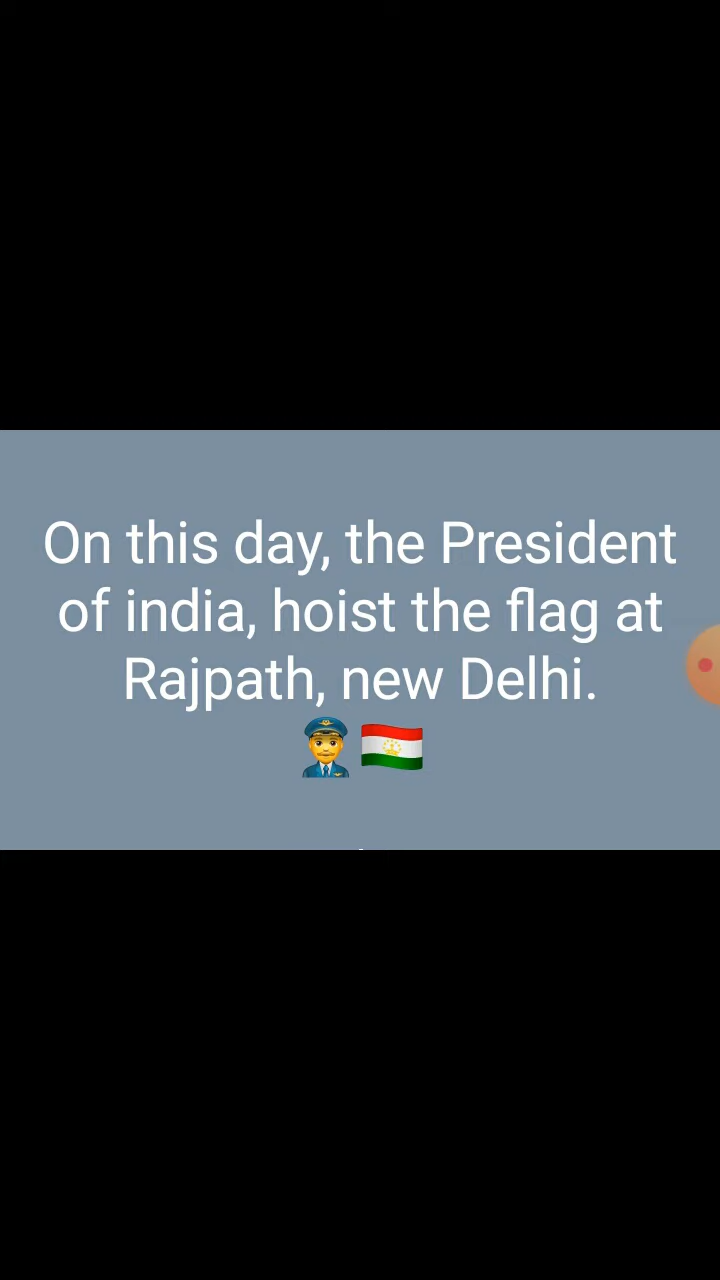 On this day, the President
of india, hoist the flag at
Rajpath, new Delhi.
👨‍✈️🇹🇯